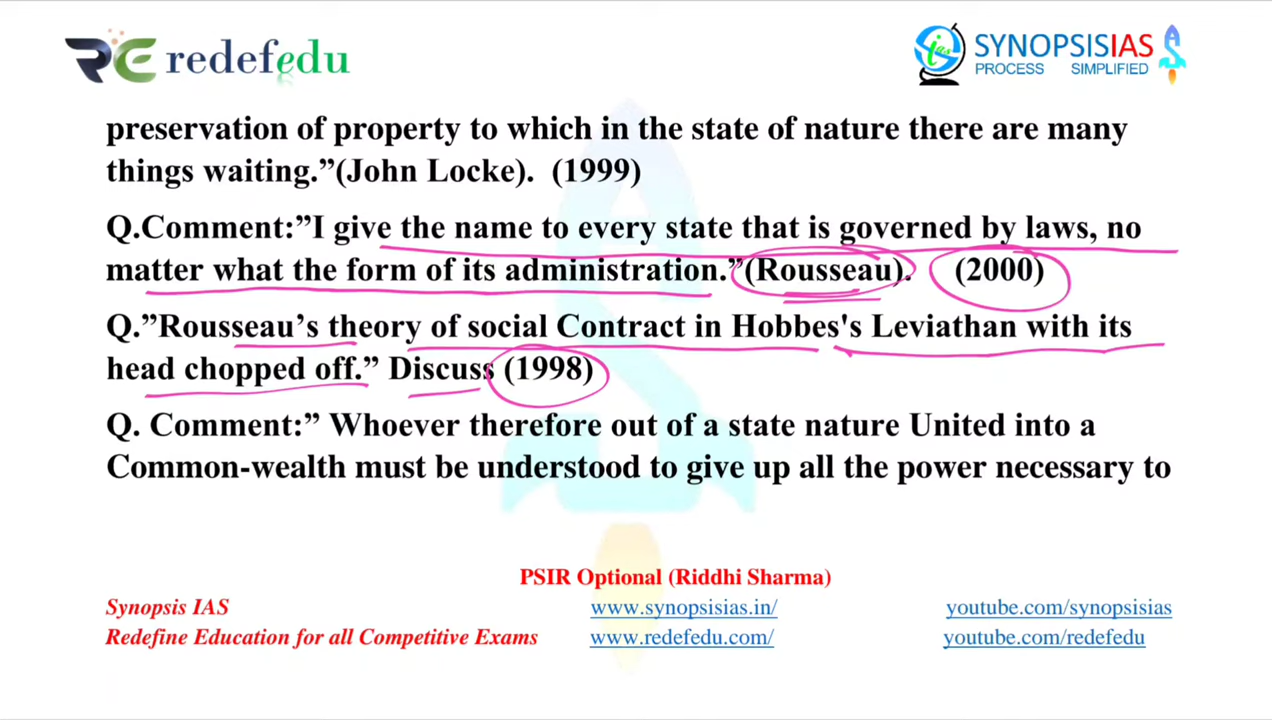 redefedu
SYNOPSISIAS
PROCESS SIMPLIFIED
preservation of property to which in the state of nature there are many
things waiting.”(John Locke). (1999)
Q.Comment:”I give the name to every state that is governed by laws, no
matter what the form of its administration.”(Rousseau). (2000)
Q.”Rousseau’s theory of social Contract in Hobbes's Leviathan with its
head chopped off.” Discuss (1998)
Q. Comment:” Whoever therefore out of a state nature United into a
Common-wealth must be understood to give up all the power necessary to
PSIR Optional (Riddhi Sharma)
Synopsis IAS www.synopsisias.in/ youtube.com/synopsisias
Redefine Education for all Competitive Exams www.redefedu.com/ youtube.com/redefedu